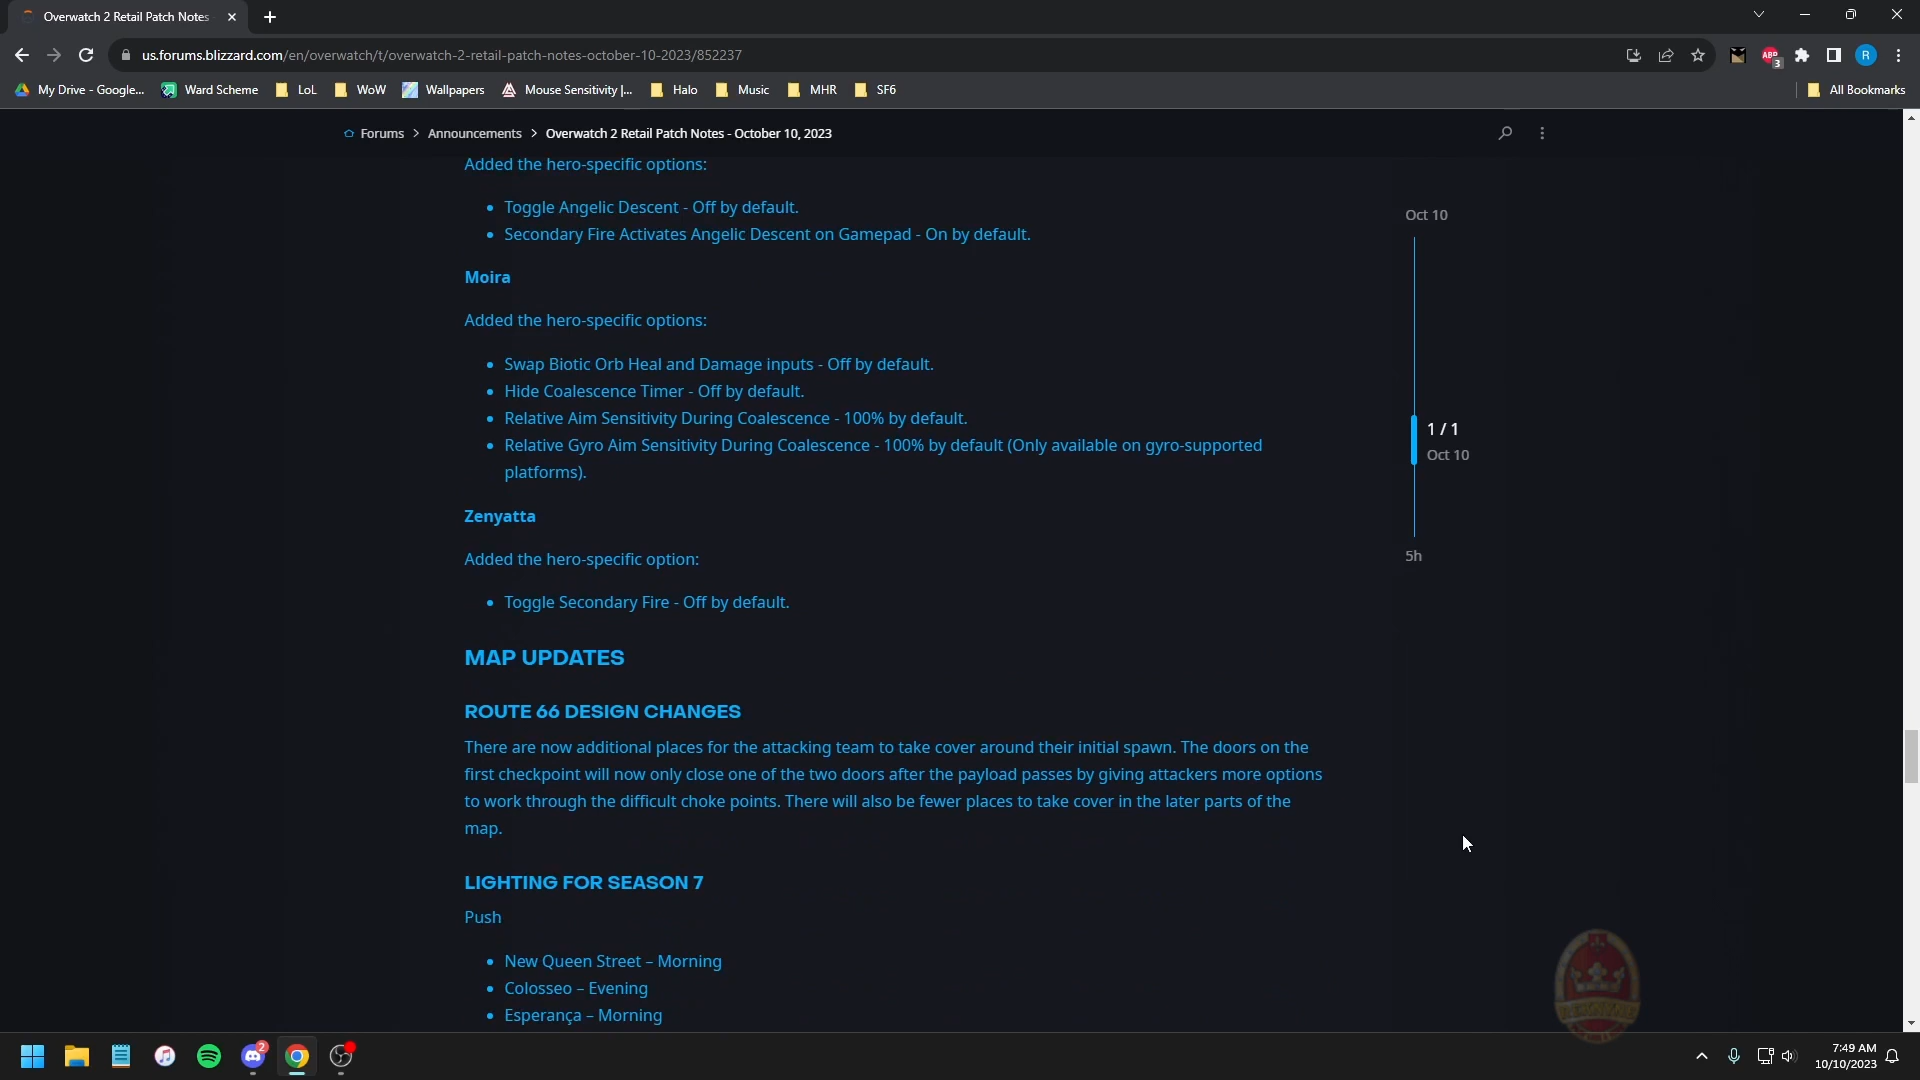 Overwatch 2 Retail Patch Notes
us.forums.blizzard.com/en/overwatch/t/overwatch-2-retail-patch-notes-october-10-2023/852237
ABP
3
R
My Drive - Google...
Ward Scheme
LoL
WoW
Wallpapers
Mouse Sensitivity |...
Halo
Music
MHR
SF6
All Bookmarks
Forums > Announcements > Overwatch 2 Retail Patch Notes - October 10, 2023
Added the hero-specific options:
• Toggle Angelic Descent - Off by default.
• Secondary Fire Activates Angelic Descent on Gamepad - On by default.
Moira
Added the hero-specific options:
• Swap Biotic Orb Heal and Damage inputs - Off by default.
• Hide Coalescence Timer - Off by default.
• Relative Aim Sensitivity During Coalescence - 100% by default.
• Relative Gyro Aim Sensitivity During Coalescence - 100% by default (Only available on gyro-supported
platforms).
Zenyatta
Added the hero-specific option:
• Toggle Secondary Fire - Off by default.
MAP UPDATES
ROUTE 66 DESIGN CHANGES
There are now additional places for the attacking team to take cover around their initial spawn. The doors on the
first checkpoint will now only close one of the two doors after the payload passes by giving attackers more options
to work through the difficult choke points. There will also be fewer places to take cover in the later parts of the
map.
LIGHTING FOR SEASON 7
Push
• New Queen Street – Morning
• Colosseo – Evening
• Esperança – Morning
Oct 10
1 / 1
Oct 10
5h
2
7:49 AM
10/10/2023